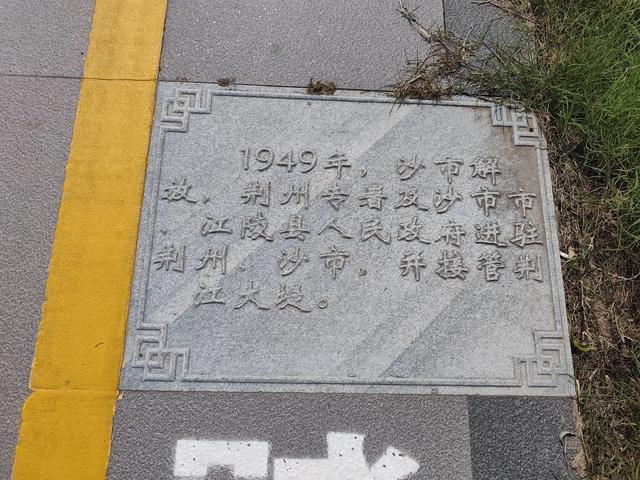 1949年，沙市解
放，荆州专署及沙市市
、江陵县人民政府进驻
荆州、沙市，并接管荆
江大堤。